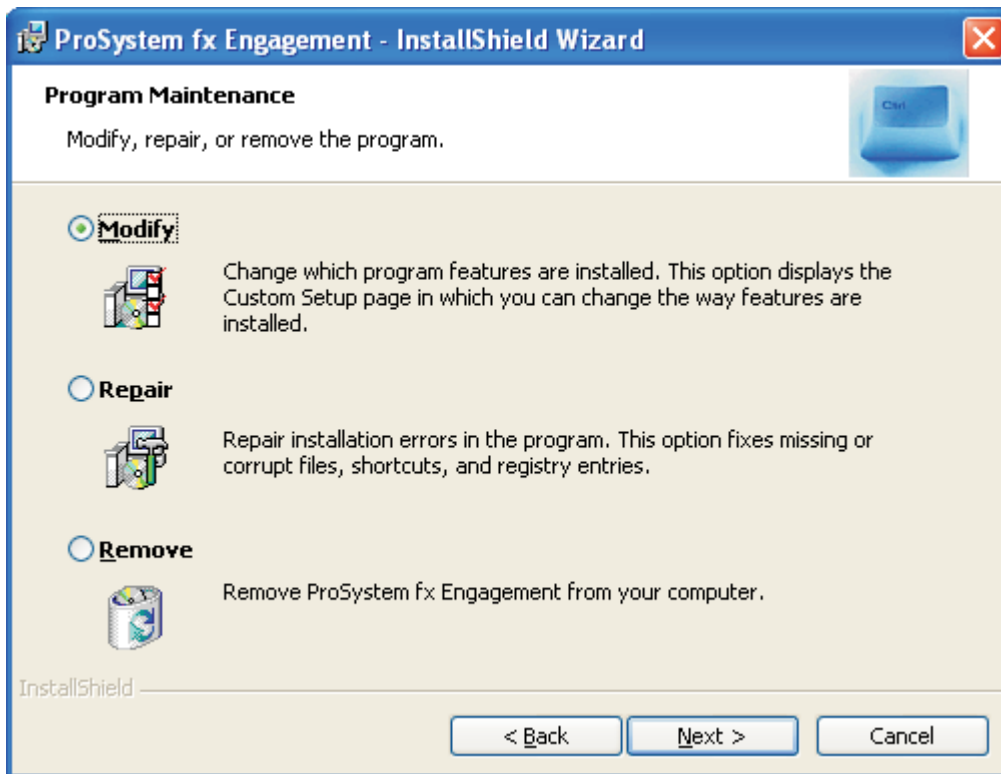 ProSystem fx Engagement - InstallShield Wizard
Program Maintenance
Modify, repair, or remove the program.
Ctrl
Modify
Change which program features are installed. This option displays the
Custom Setup page in which you can change the way features are
installed.
Repair
Repair installation errors in the program. This option fixes missing or
corrupt files, shortcuts, and registry entries.
Remove
Remove ProSystem fx Engagement from your computer.
InstallShield
< Back
Next >
Cancel